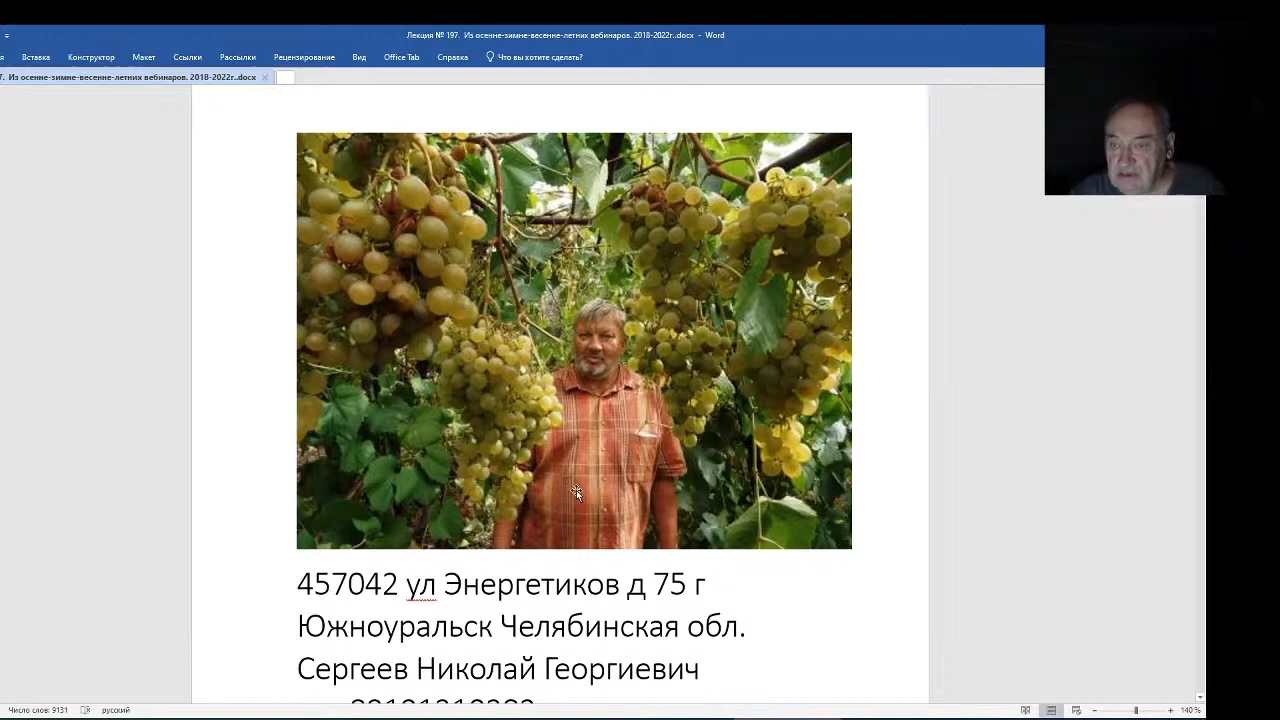 Лекция № 197. Из осенне-зимне-весенне-летних вебинаров. 2018-2022г..docx - Word
Вставка Конструктор Макет Ссылки Рассылки Рецензирование Вид Office Tab Справка Что вы хотите сделать?
7. Из осенне-зимне-весенне-летних вебинаров. 2018-2022г..docx
457042 ул Энергетиков д 75 г
Южноуральск Челябинская обл.
Сергеев Николай Георгиевич
Число слов: 9131 русский 140 %